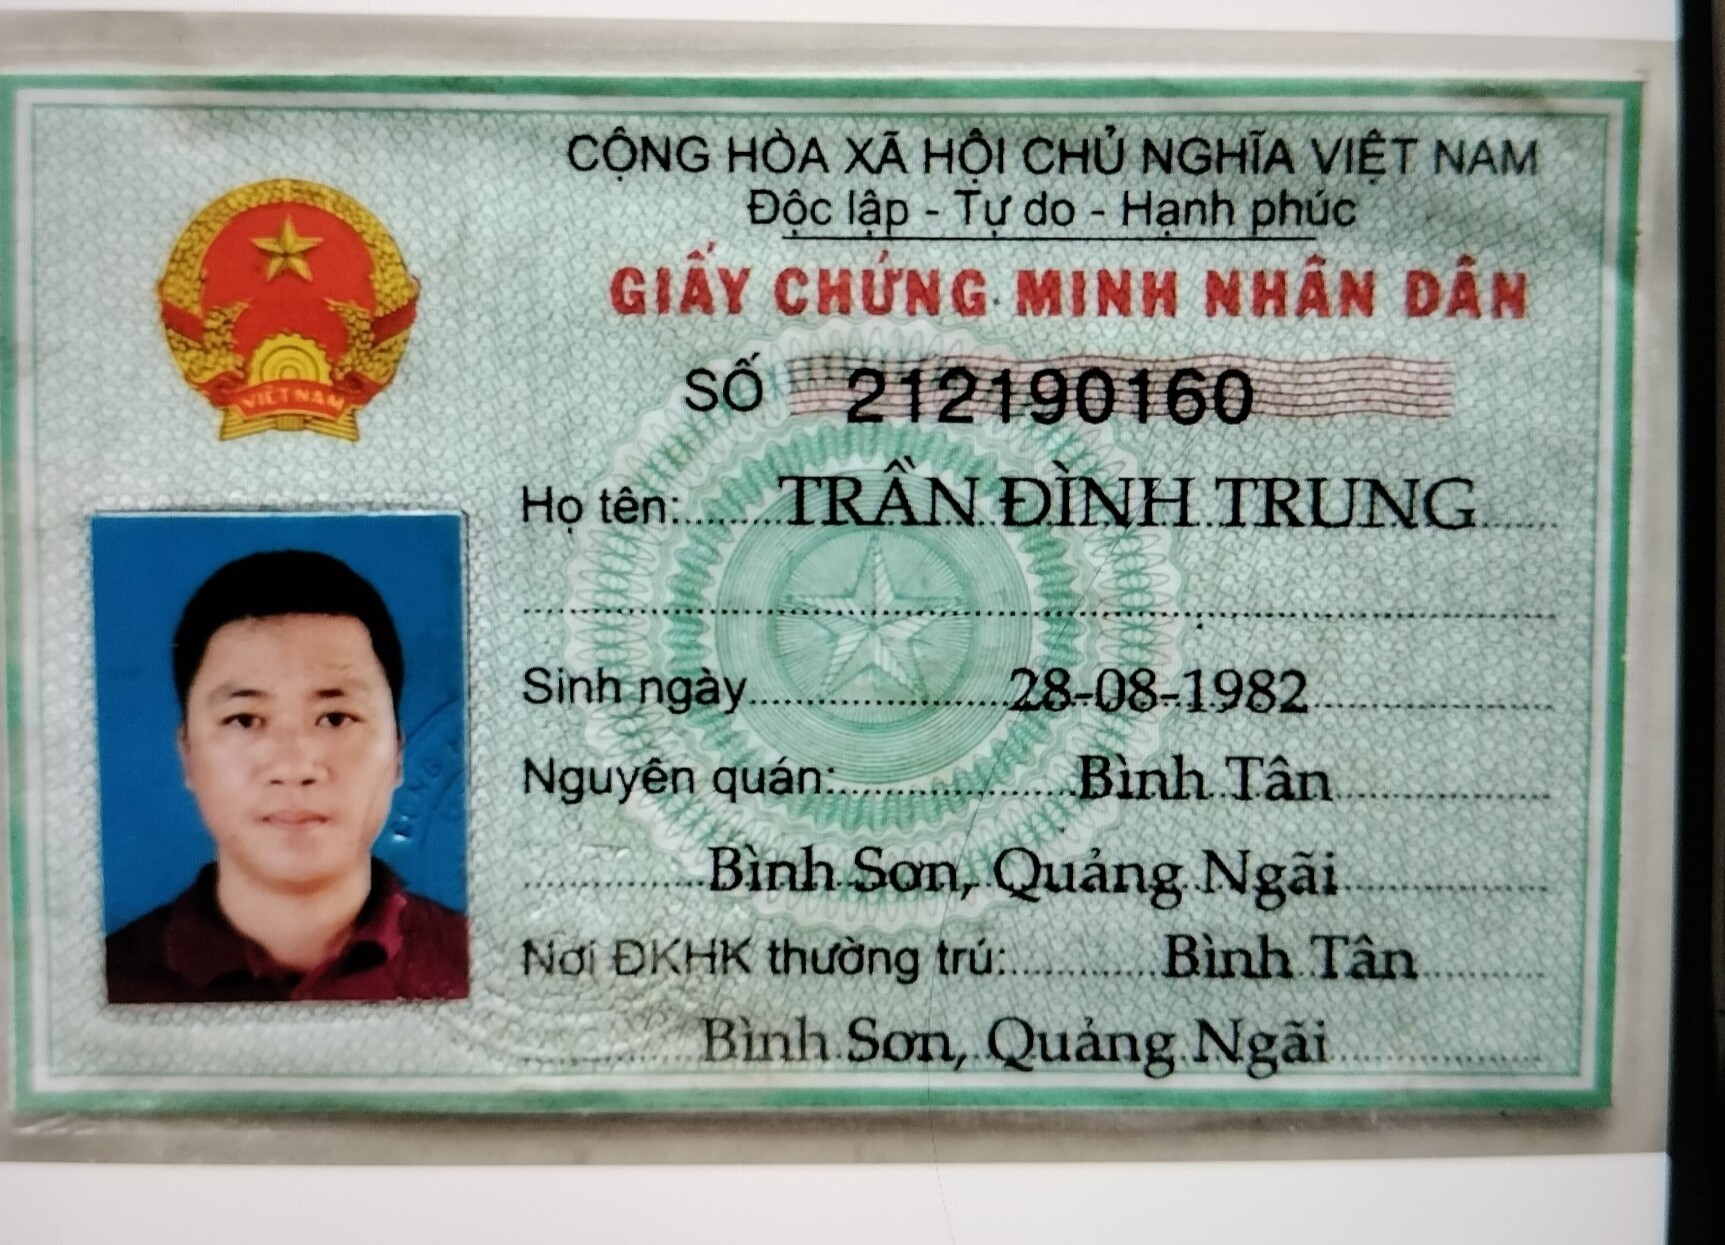 CỘNG HÒA XÃ HỘI CHỦ NGHĨA VIỆT NAM
Độc lập - Tự do - Hạnh phúc
GIẤY CHỨNG MINH NHÂN DÂN
SỐ 212190160
Họ tên: TRẦN ĐÌNH TRUNG
Sinh ngày 28-08-1982
Nguyên quán: Bình Tân
Bình Sơn, Quảng Ngãi
Nơi ĐKHK thường trú: Bình Tân
Bình Sơn, Quảng Ngãi
VIỆT NAM